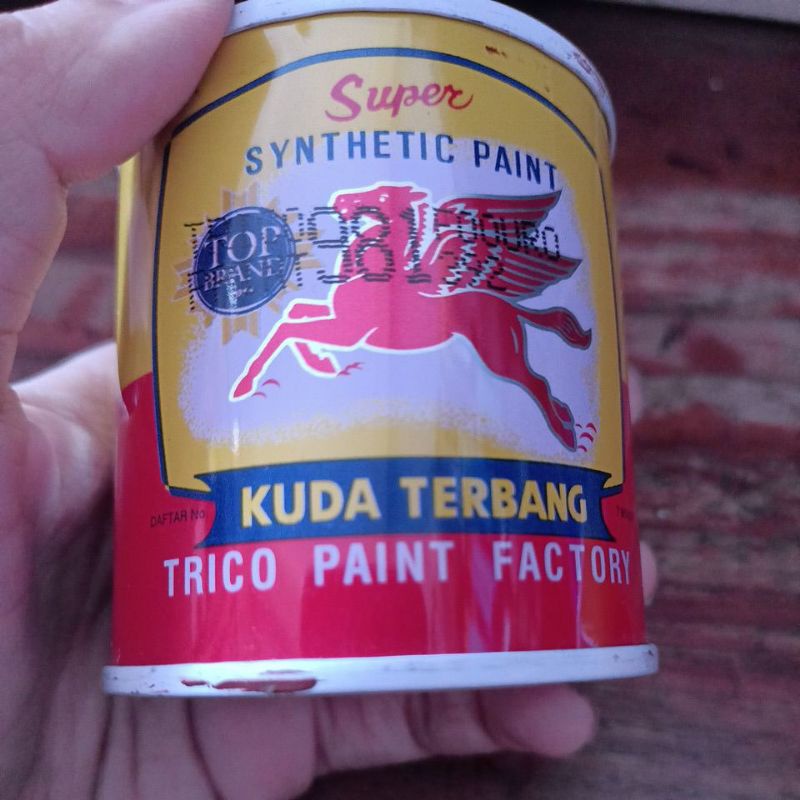 Super
SYNTHETIC PAINT
TOP
BRAND
KUDA TERBANG
DAFTAR No
TRICO PAINT FACTORY